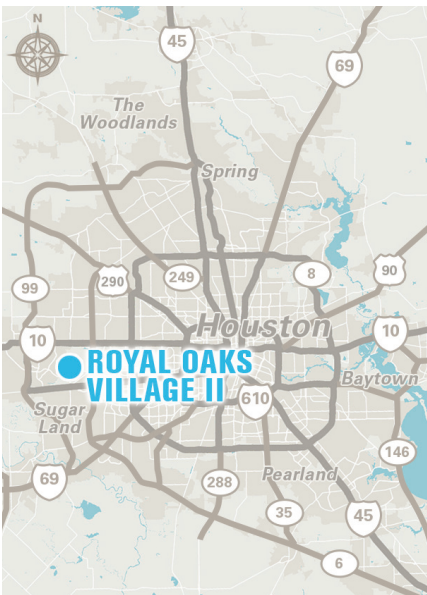 N
45
69
The
Woodlands
Spring
290
249
8
90
99
10
Houston
10
ROYAL OAKS
VILLAGE II
Baytown
610
Sugar
Land
146
69
288
Pearland
35
45
6